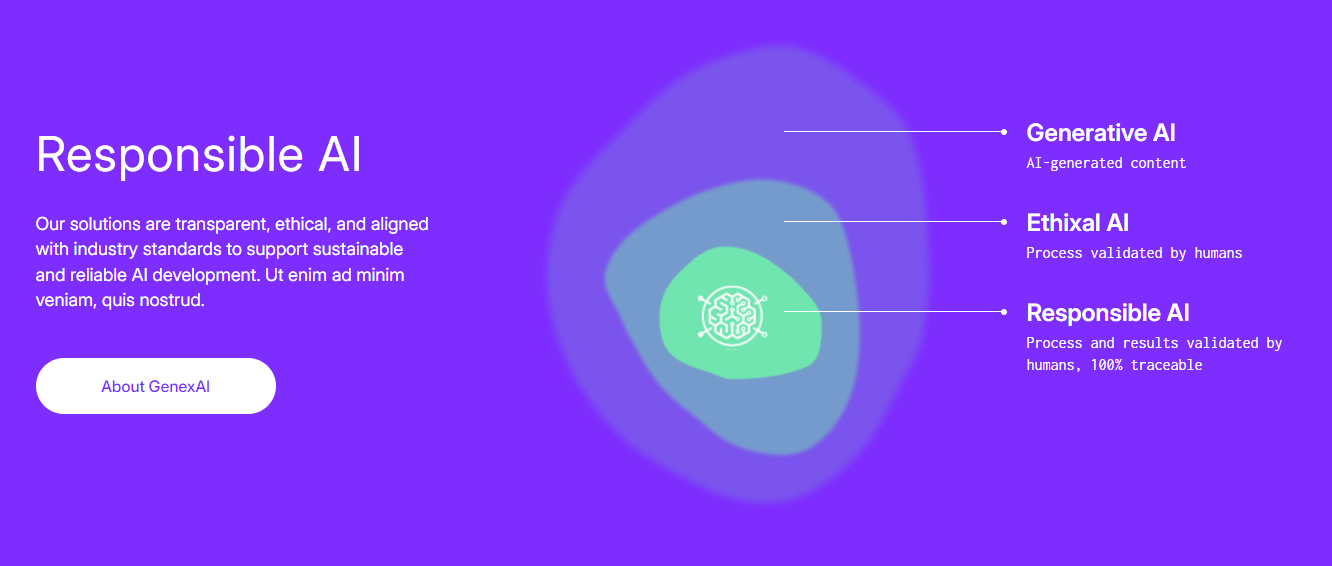 Responsible AI
Our solutions are transparent, ethical, and aligned
with industry standards to support sustainable
and reliable AI development. Ut enim ad minim
veniam, quis nostrud.
About GenexAI
Generative AI
AI-generated content
Ethixal AI
Process validated by humans
Responsible AI
Process and results validated by
humans, 100% traceable